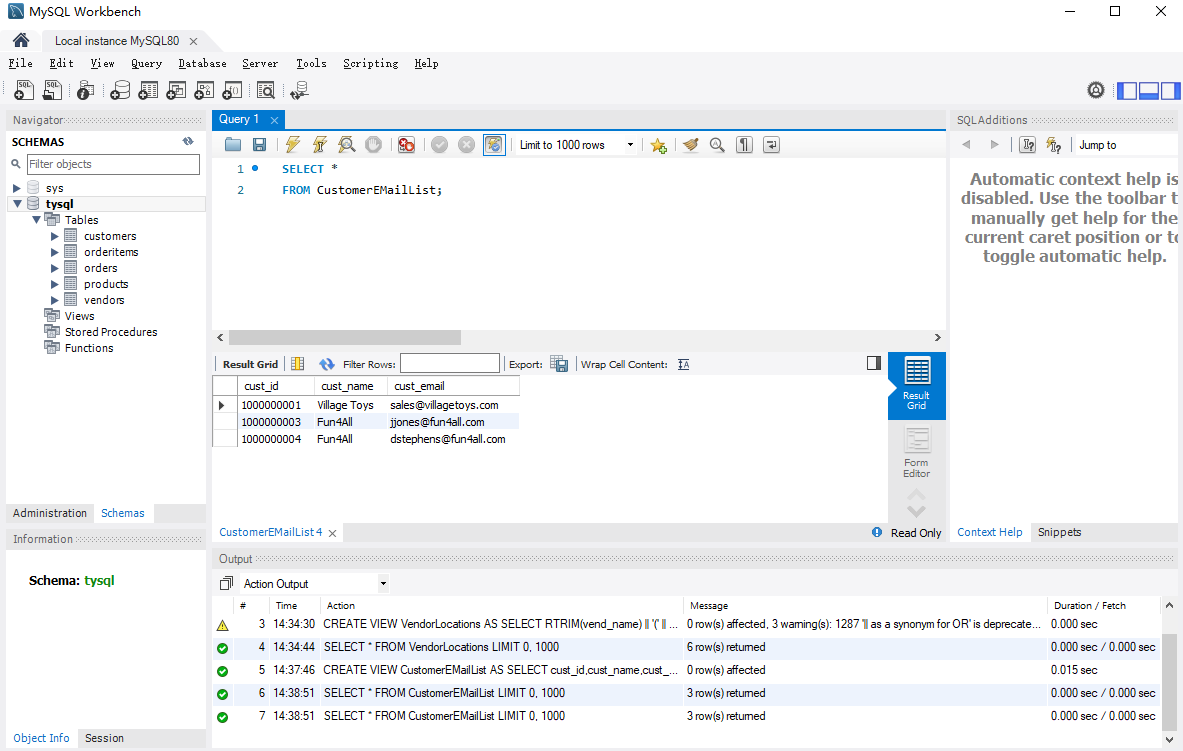 MySQL Workbench
Local instance MySQL80
File Edit View Query Database Server Tools Scripting Help
Navigator
SCHEMAS
Filter objects
sys
tysql
Tables
customers
orderitems
orders
products
vendors
Views
Stored Procedures
Functions
Administration Schemas
Information
Schema: tysql
Object Info Session
Query 1
Limit to 1000 rows
1 SELECT *
2 FROM CustomerEMailList;
Result Grid Filter Rows: Export: Wrap Cell Content:
cust_id cust_name cust_email
1000000001 Village Toys sales@villagetoys.com
1000000003 Fun4All jjones@fun4all.com
1000000004 Fun4All dstephens@fun4all.com
Result
Grid
Form
Editor
CustomerEMailList 4
Read Only
SQLAdditions
Jump to
Automatic context help is
disabled. Use the toolbar t
manually get help for the
current caret position or to
toggle automatic help.
Context Help Snippets
Output
Action Output
# Time Action Message Duration / Fetch
3 14:34:30 CREATE VIEW VendorLocations AS SELECT RTRIM(vend_name) || '(' || ... 0 row(s) affected, 3 warning(s): 1287 '|| as a synonym for OR' is deprecate... 0.000 sec
4 14:34:44 SELECT * FROM VendorLocations LIMIT 0, 1000 6 row(s) returned 0.000 sec / 0.000 sec
5 14:37:46 CREATE VIEW CustomerEMailList AS SELECT cust_id,cust_name,cust_... 0 row(s) affected 0.015 sec
6 14:38:51 SELECT * FROM CustomerEMailList LIMIT 0, 1000 3 row(s) returned 0.000 sec / 0.000 sec
7 14:38:51 SELECT * FROM CustomerEMailList LIMIT 0, 1000 3 row(s) returned 0.000 sec / 0.000 sec